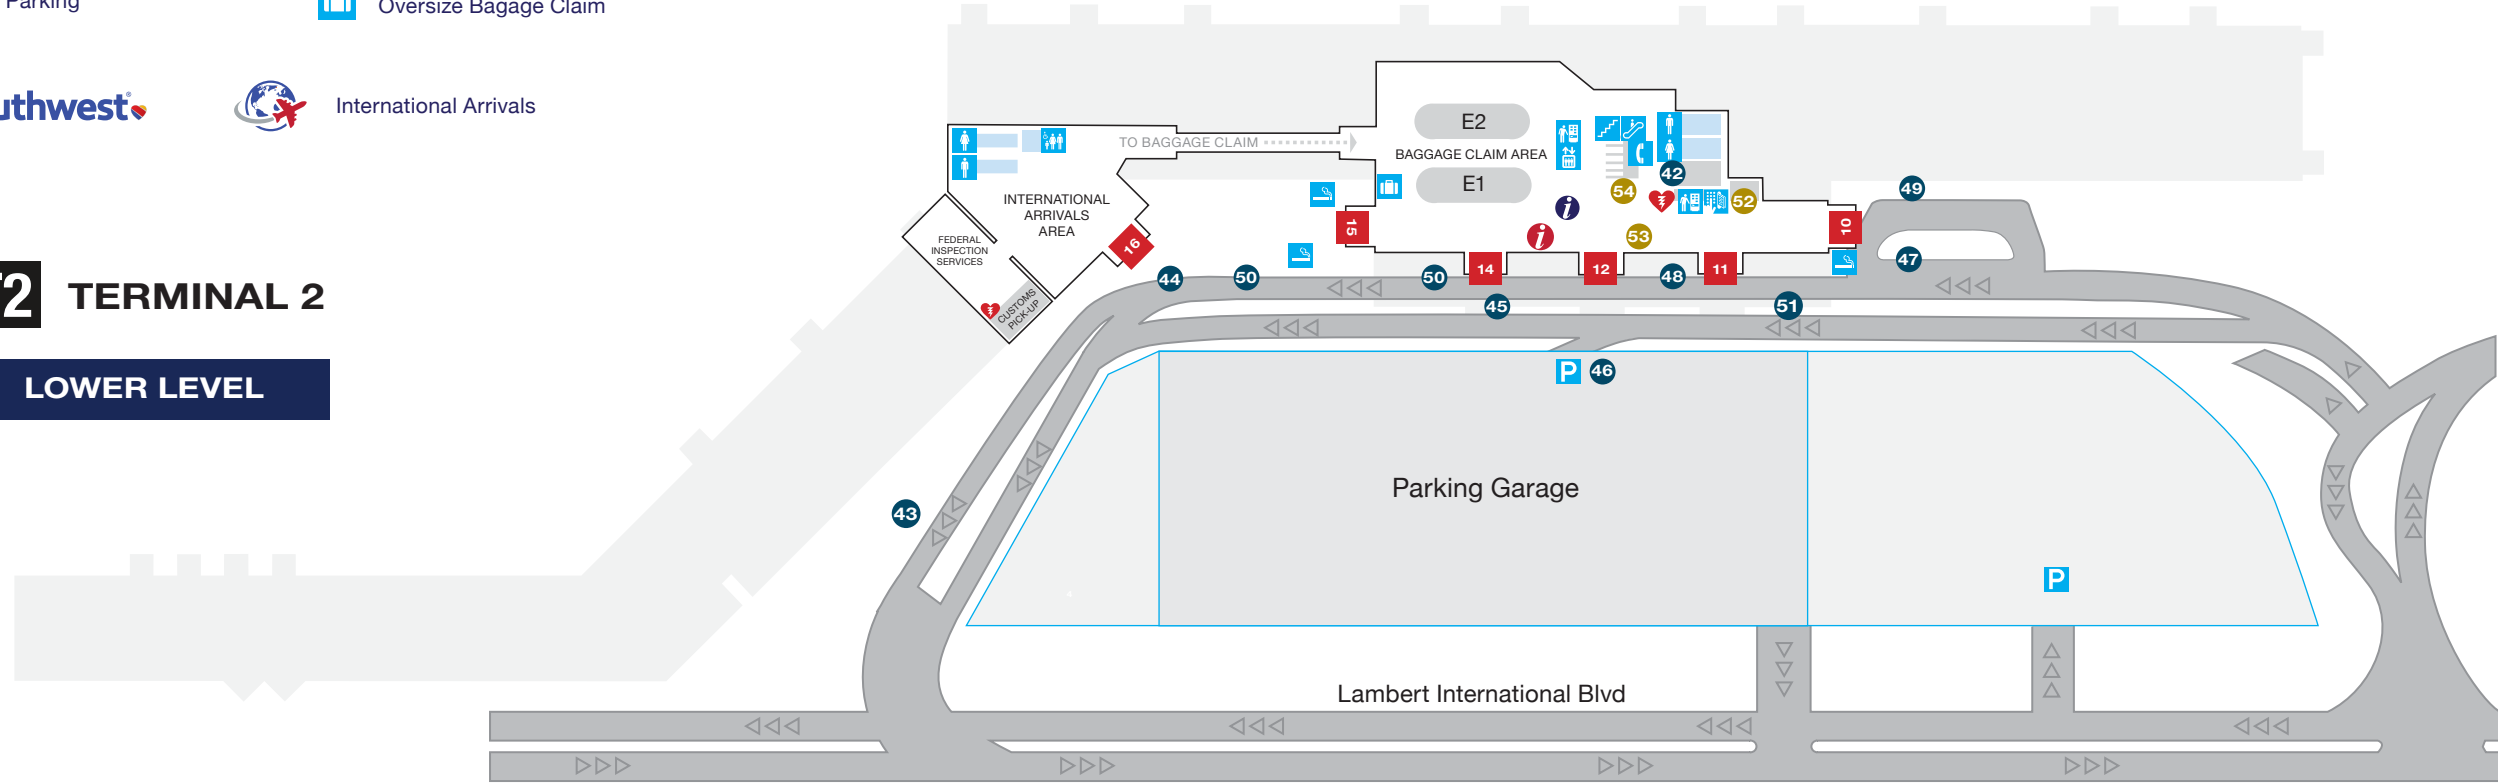 Parking
Oversize Bagage Claim
uthwest®
International Arrivals
T2 TERMINAL 2
LOWER LEVEL
E2
TO BAGGAGE CLAIM
BAGGAGE CLAIM AREA
E1
42
54
52
49
INTERNATIONAL
ARRIVALS
AREA
i
i
53
15
10
16
FEDERAL
INSPECTION
SERVICES
47
14
12
11
44
50
50
48
45
51
CUSTOMS
PICK-UP
P
46
Parking Garage
43
P
Lambert International Blvd